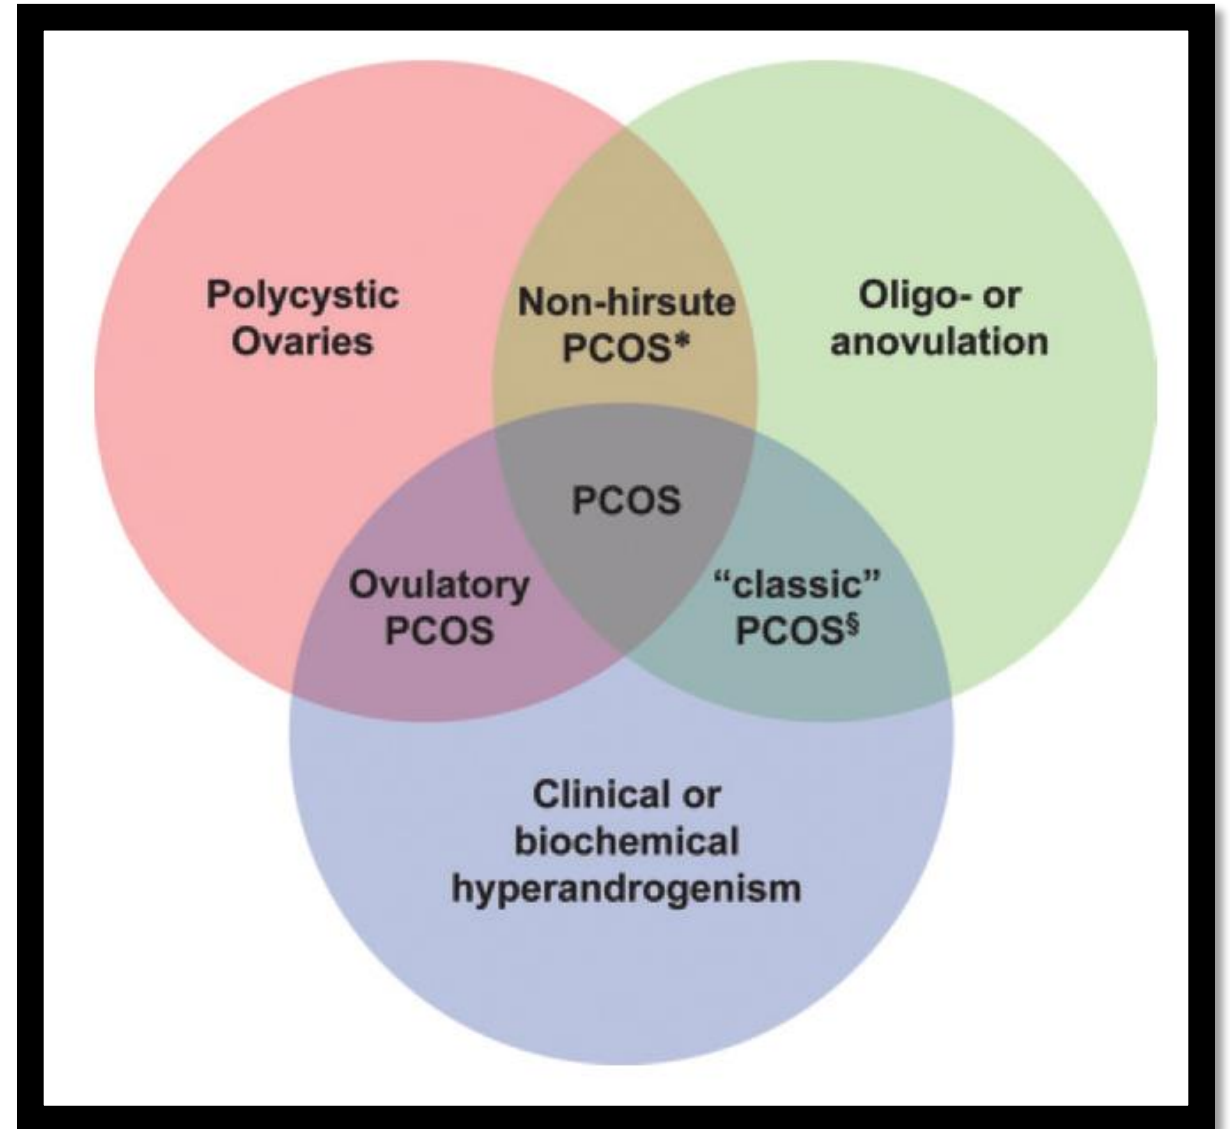 Polycystic
Ovaries
Non-hirsute
PCOS*
Oligo- or
anovulation
PCOS
Ovulatory
PCOS
“classic”
PCOS§
Clinical or
biochemical
hyperandrogenism